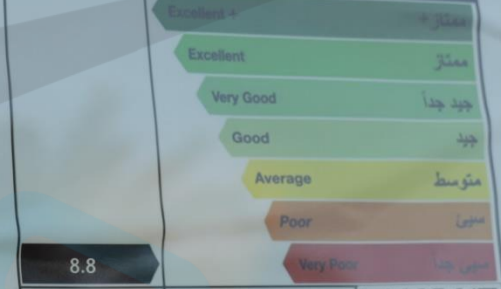 Excellent + ممتاز +
Excellent ممتاز
Very Good جيد جداً
Good جيد
Average متوسط
Poor سيئ
8.8 Very Poor سيئ جداً